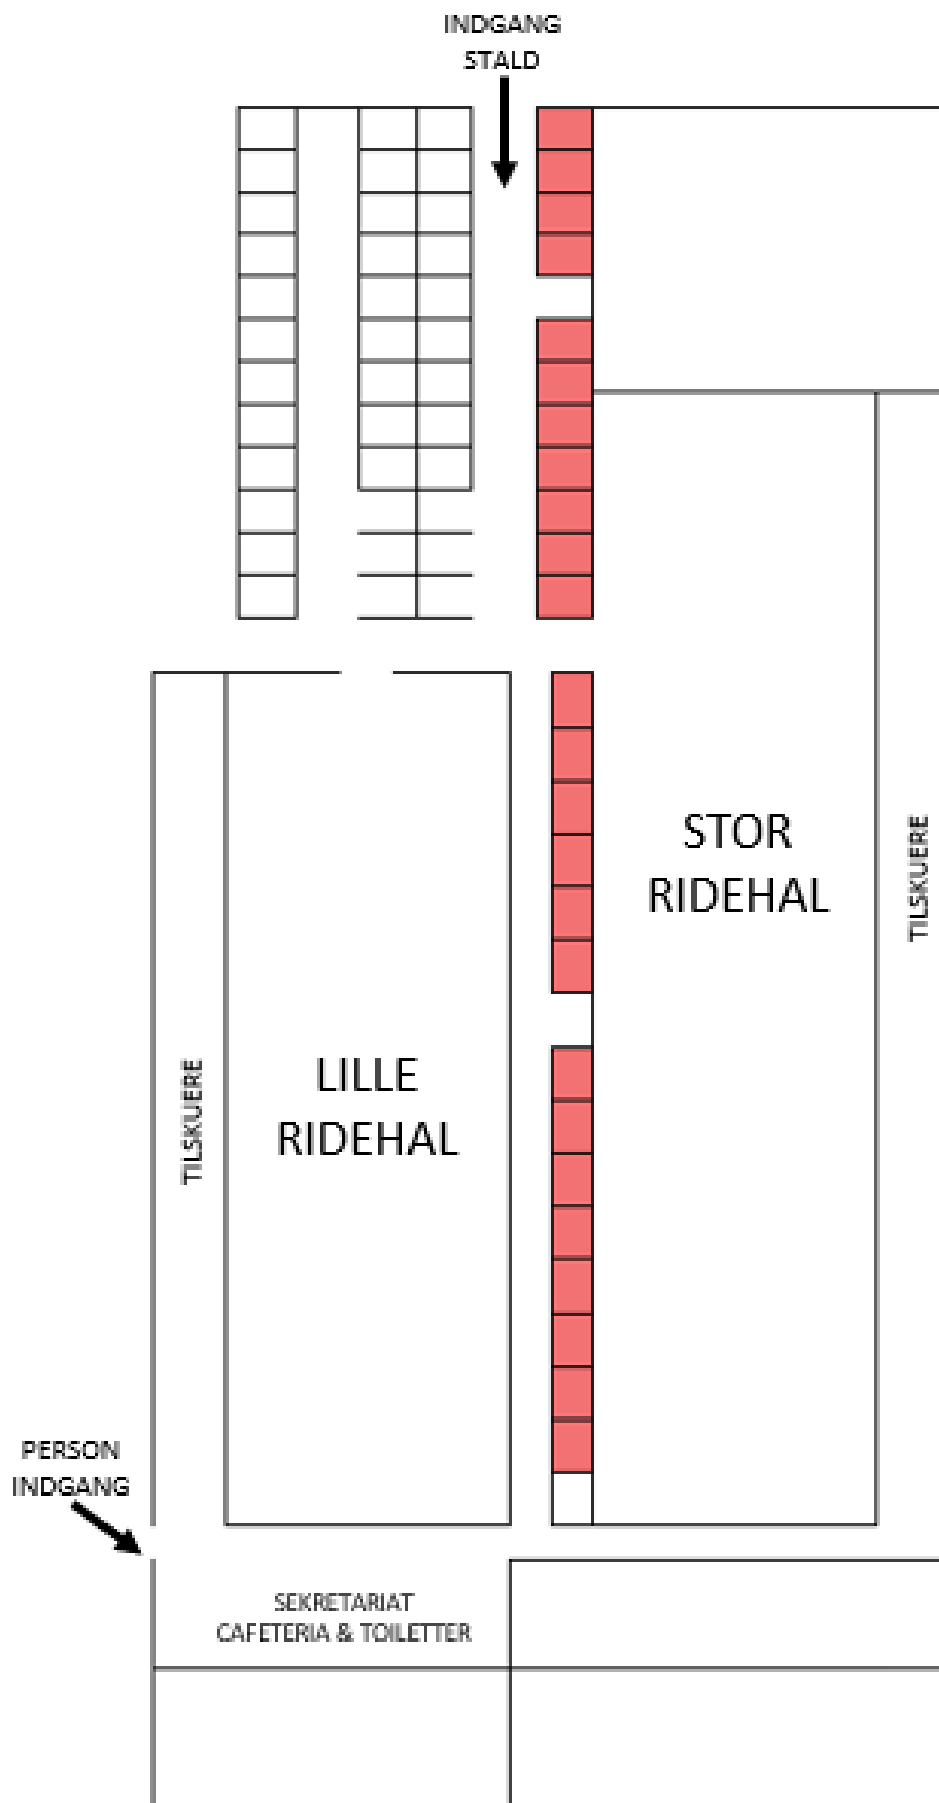 INDGANG
STALD
STOR
RIDEHAL
TILSKUERE
LILLE
RIDEHAL
TILSKUERE
PERSON
INDGANG
SEKRETARIAT
CAFETERIA & TOILETTER